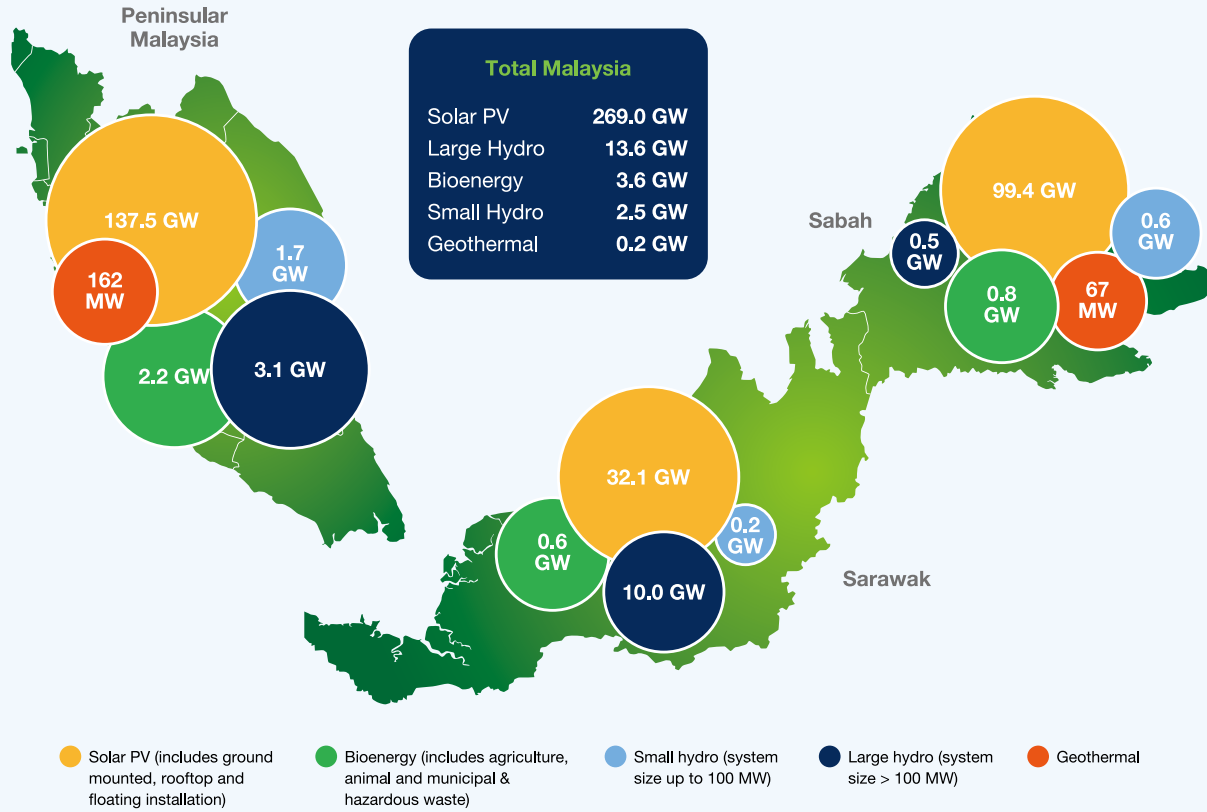 Peninsular
Malaysia
Total Malaysia
Solar PV 269.0 GW
Large Hydro 13.6 GW
Bioenergy 3.6 GW
Small Hydro 2.5 GW
Geothermal 0.2 GW
137.5 GW
1.7
GW
162
MW
2.2 GW
3.1 GW
Sabah
99.4 GW
0.6
GW
0.5
GW
0.8
GW
67
MW
32.1 GW
0.6
GW
0.2
GW
10.0 GW
Sarawak
Solar PV (includes ground
mounted, rooftop and
floating installation)
Bioenergy (includes agriculture,
animal and municipal &
hazardous waste)
Small hydro (system
size up to 100 MW)
Large hydro (system
size > 100 MW)
Geothermal